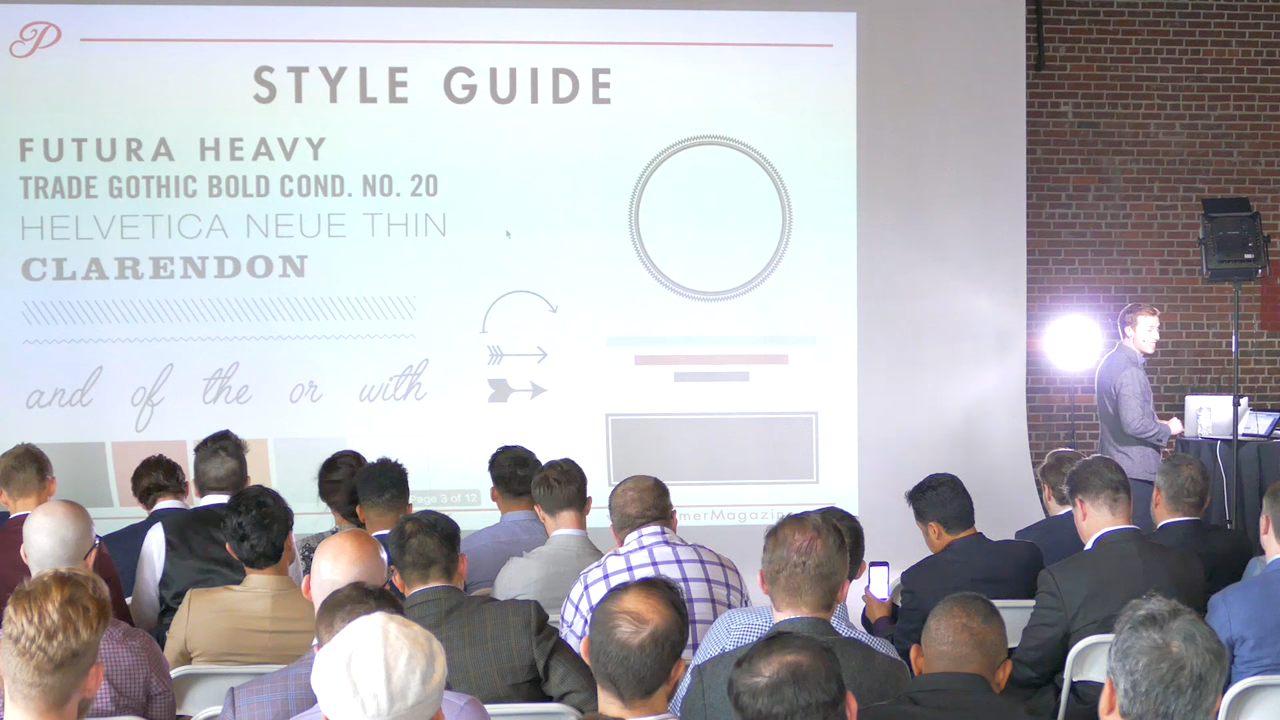 P
STYLE GUIDE
FUTURA HEAVY
TRADE GOTHIC BOLD COND. NO. 20
HELVETICA NEUE THIN
CLARENDON
and of the or with
Page 3 of 12